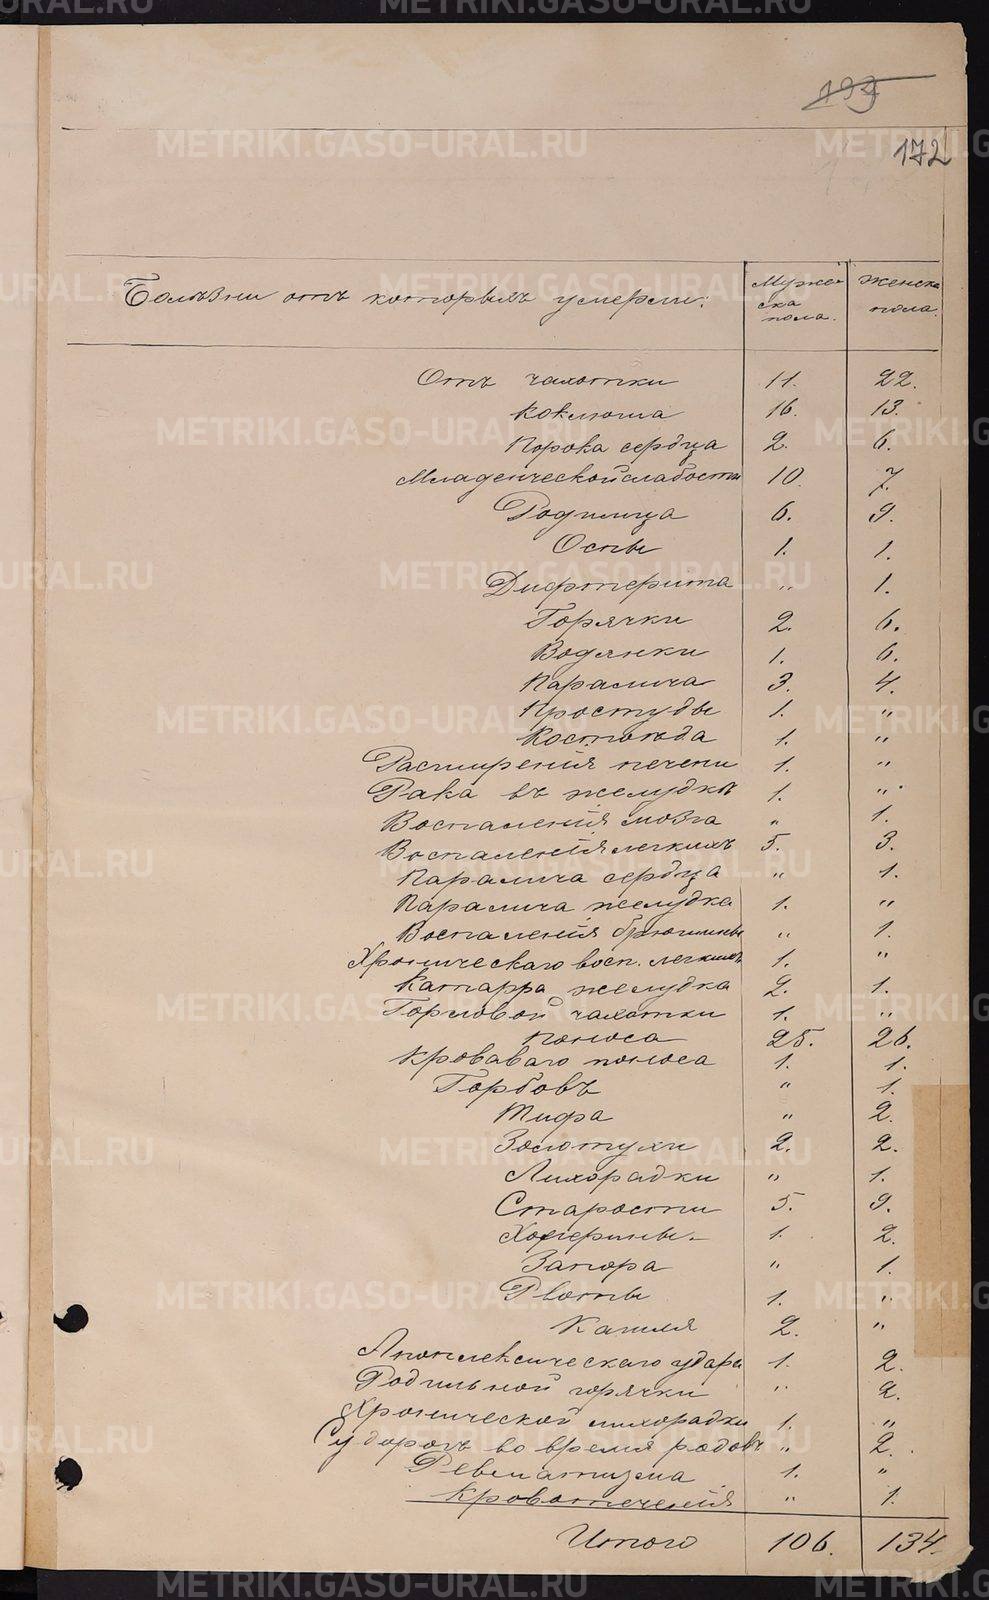 193
172
Болѣзни отъ которыхъ умерли: Мужеска пола. Женска пола.
Отъ чахотки 11. 22.
Коклюша 16. 13.
Порока сердца 2. 6.
Младенческой слабости 10. 7.
Родимца 6. 9.
Оспы 1. 1.
Дифтерита " 1.
Горячки 2. 6.
Водянки 1. 6.
Паралича 3. 4.
Простуды 1. "
Костоѣда 1. "
Расширенія печени 1. "
Рака въ желудкѣ 1. "
Воспаленія мозга " 1.
Воспаленія легкихъ 5. 3.
Паралича сердца " 1.
Паралича желудка 1. "
Воспаленія брюшины " 1.
Хроническаго восп. легкихъ 1. "
Катарра желудка 2. 1.
Горловой чахотки 1. "
Поноса 25. 26.
Кроваваго поноса 1. 1.
Горбовъ " 1.
Тифа " 2.
Золотухи 2. 2.
Лихорадки " 1.
Старости 5. 9.
Холерины 1. 2.
Запора " 1.
Рвоты 1. "
Кашля 2. "
Апоплексическаго удара 1. 2.
Родильной горячки " 2.
Хронической лихорадки 1. "
Судорогъ во время родовъ " 2.
Ревматизма 1. "
Кровотеченія " 1.
Итого 106. 134.
METRIKI.GASO-URAL.RU